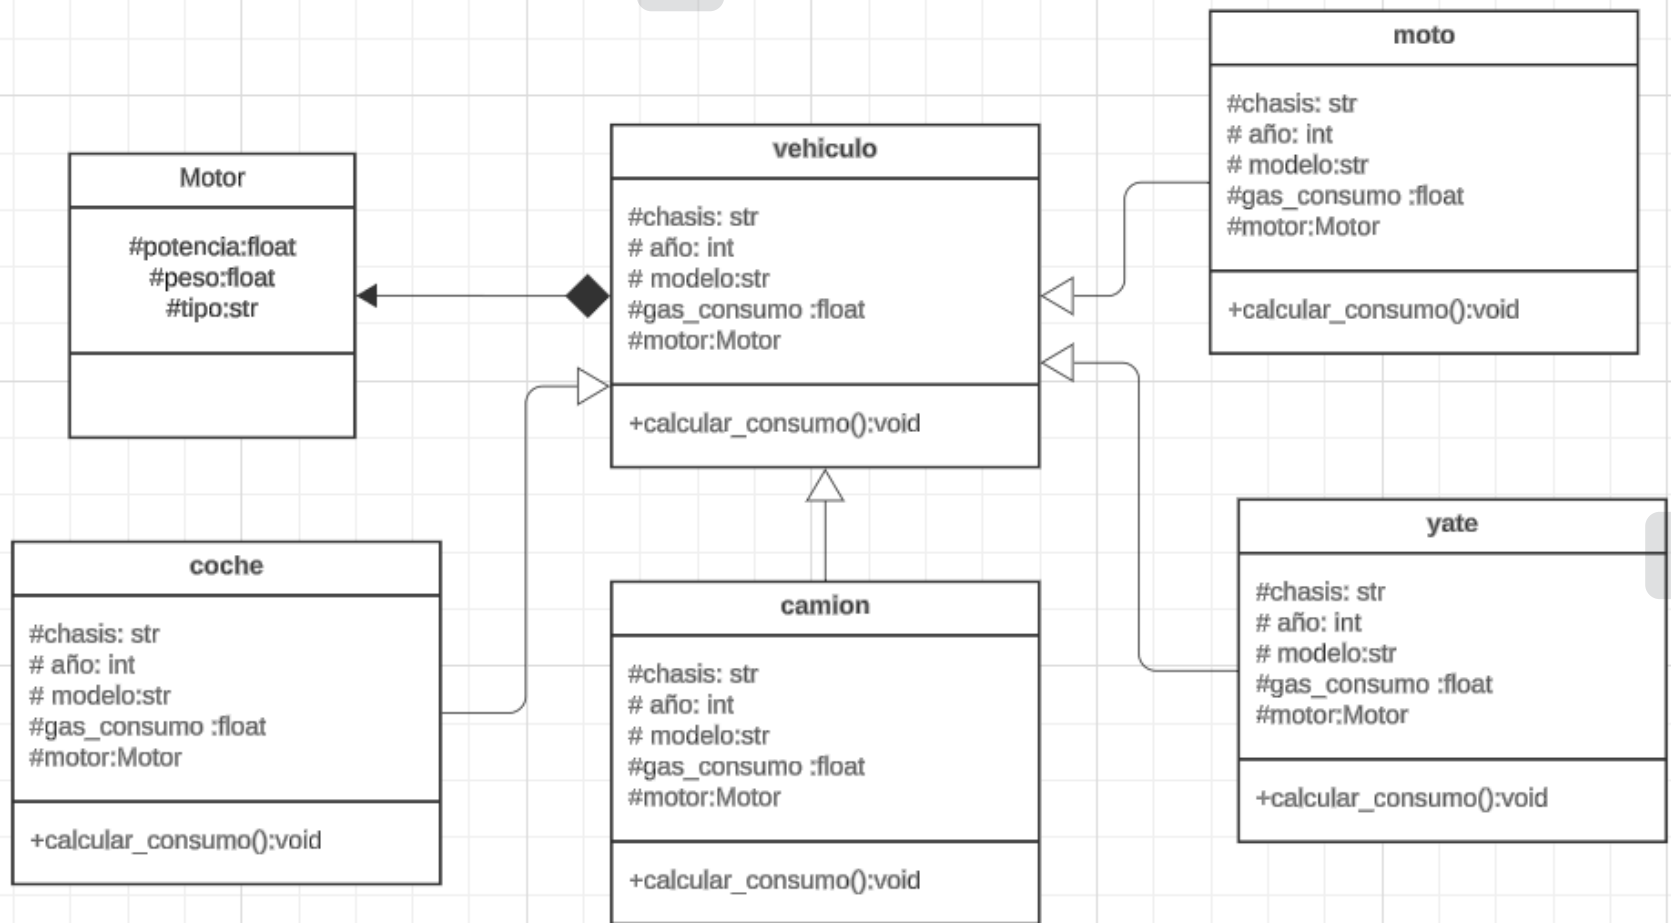 moto
#chasis: str
# año: int
# modelo:str
#gas_consumo :float
#motor:Motor
+calcular_consumo():void
vehiculo
#chasis: str
# año: int
# modelo:str
#gas_consumo :float
#motor:Motor
+calcular_consumo():void
Motor
#potencia:float
#peso:float
#tipo:str
yate
#chasis: str
# año: int
# modelo:str
#gas_consumo :float
#motor:Motor
+calcular_consumo():void
coche
#chasis: str
# año: int
# modelo:str
#gas_consumo :float
#motor:Motor
+calcular_consumo():void
camion
#chasis: str
# año: int
# modelo:str
#gas_consumo :float
#motor:Motor
+calcular_consumo():void